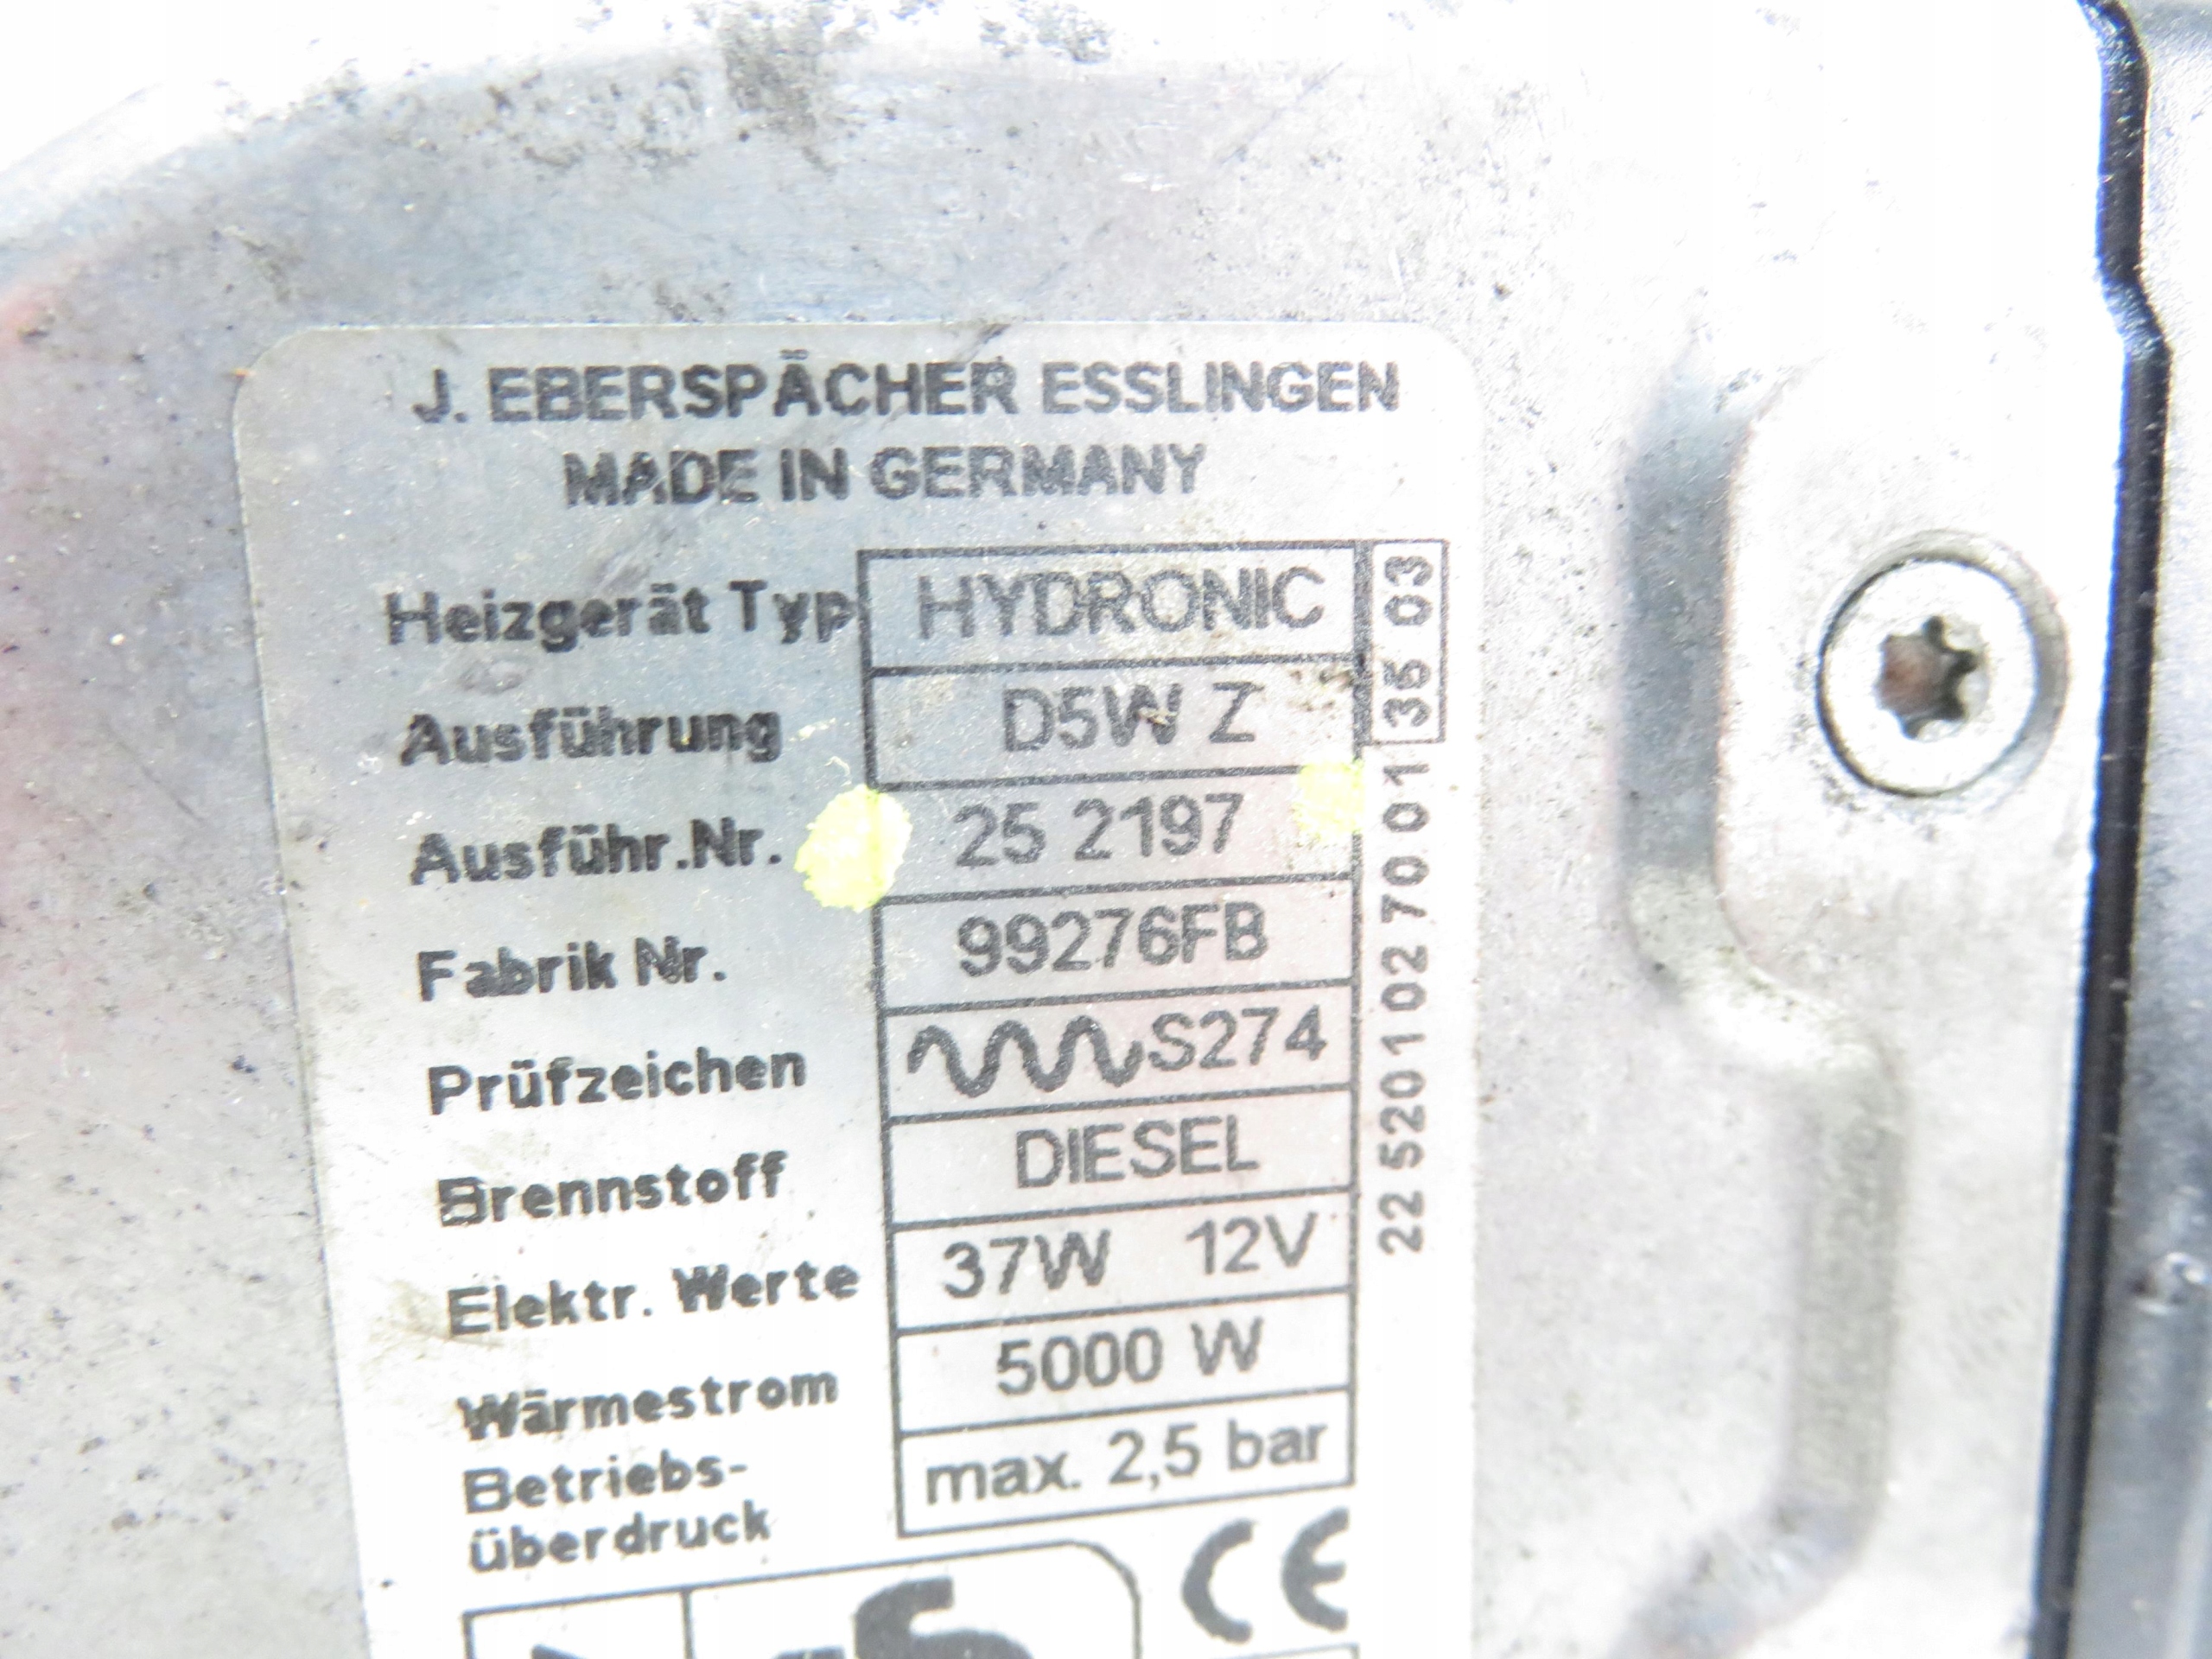 J. EBERSPÄCHER ESSLINGEN
MADE IN GERMANY
Heizgerät Typ HYDRONIC
Ausführung D5W Z
Ausführ.Nr. 25 2197
Fabrik Nr. 99276FB
Prüfzeichen S274
Brennstoff DIESEL
Elektr. Werte 37W 12V
Wärmestrom 5000 W
Betriebs-
überdruck max. 2,5 bar
22 5201 02 70 01 35 03
CE